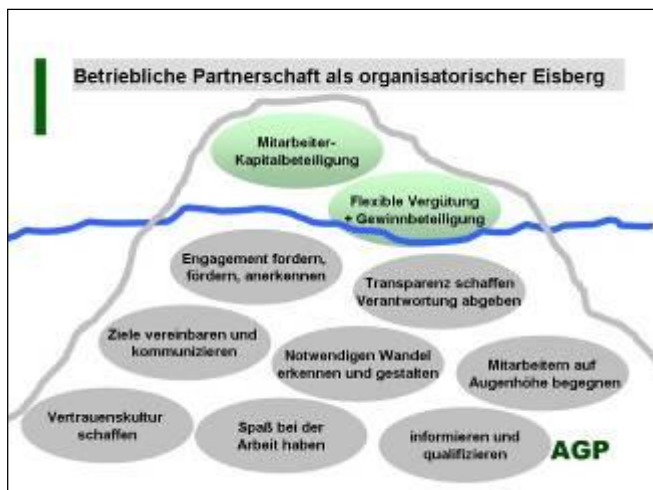 Betriebliche Partnerschaft als organisatorischer Eisberg
Mitarbeiter-
Kapitalbeteiligung
Flexible Vergütung
+ Gewinnbeteiligung
Engagement fordern,
fördern, anerkennen
Transparenz schaffen
Verantwortung abgeben
Ziele vereinbaren und
kommunizieren
Notwendigen Wandel
erkennen und gestalten
Mitarbeitern auf
Augenhöhe begegnen
Vertrauenskultur
schaffen
Spaß bei der
Arbeit haben
informieren und
qualifizieren
AGP